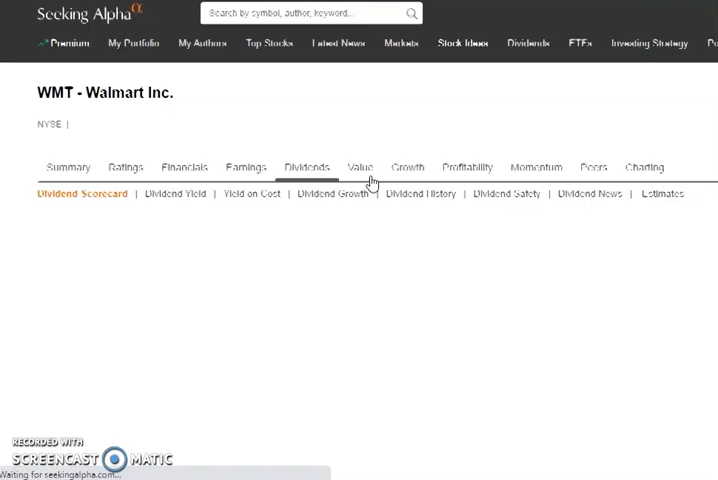 Seeking Alpha α
Search by symbol, author, keyword...
Premium My Portfolio My Authors Top Stocks Latest News Markets Stock Ideas Dividends ETFs Investing Strategy
WMT - Walmart Inc.
NYSE |
Summary Ratings Financials Earnings Dividends Value Growth Profitability Momentum Peers Charting
Dividend Scorecard | Dividend Yield | Yield on Cost | Dividend Growth | Dividend History | Dividend Safety | Dividend News | Estimates
RECORDED WITH
SCREENCAST MATIC
Waiting for seekingalpha.com...